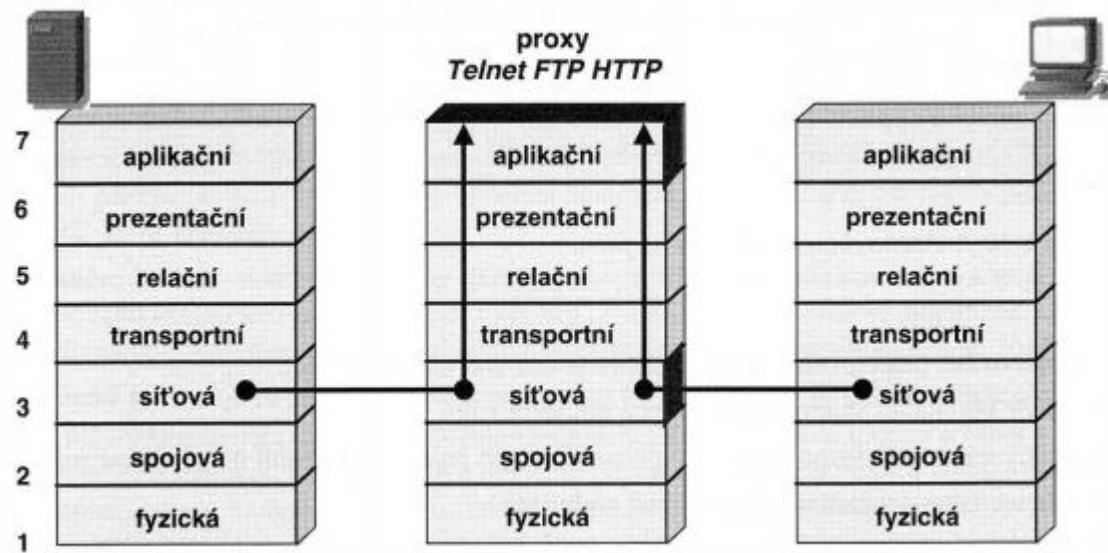 proxy
Telnet FTP HTTP
7 aplikační aplikační aplikační
6 prezentační prezentační prezentační
5 relační relační relační
4 transportní transportní transportní
3 síťová síťová síťová
2 spojová spojová spojová
1 fyzická fyzická fyzická